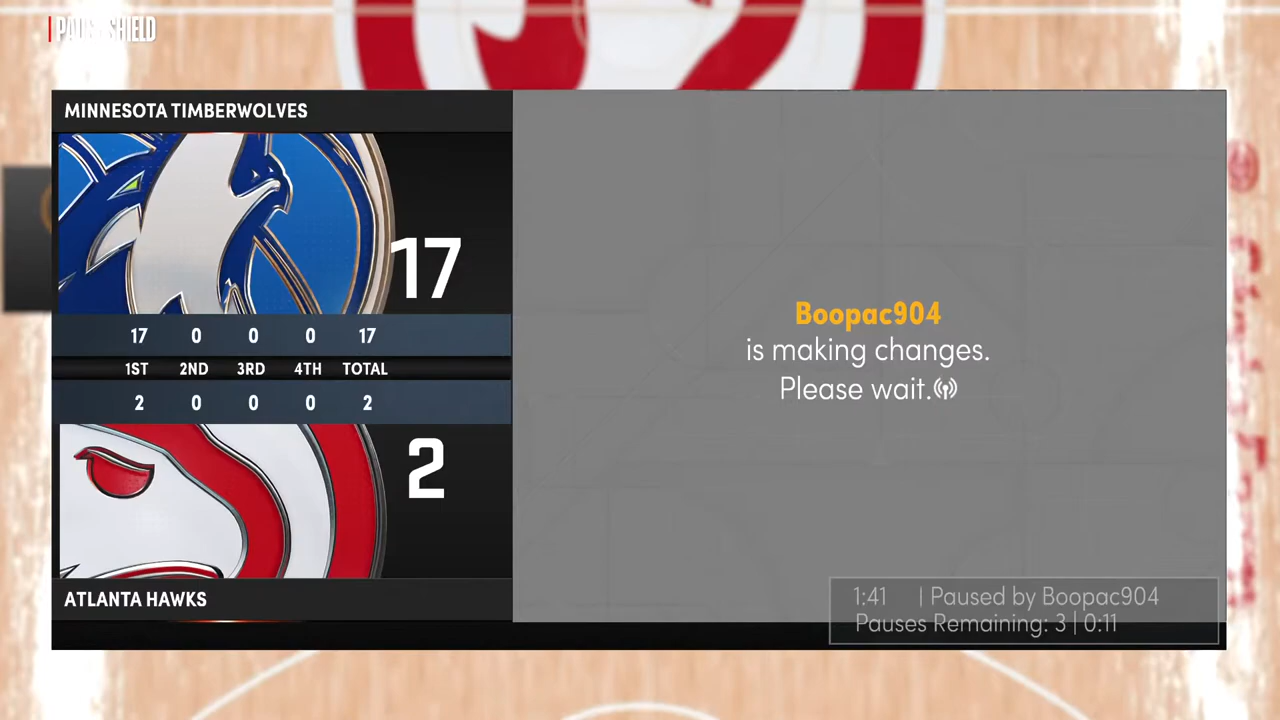 MINNESOTA TIMBERWOLVES
17
17 0 0 0 17
1ST 2ND 3RD 4TH TOTAL
2 0 0 0 2
2
ATLANTA HAWKS
Boopac904
is making changes.
Please wait.
1:41 | Paused by Boopac904
Pauses Remaining: 3 | 0:11